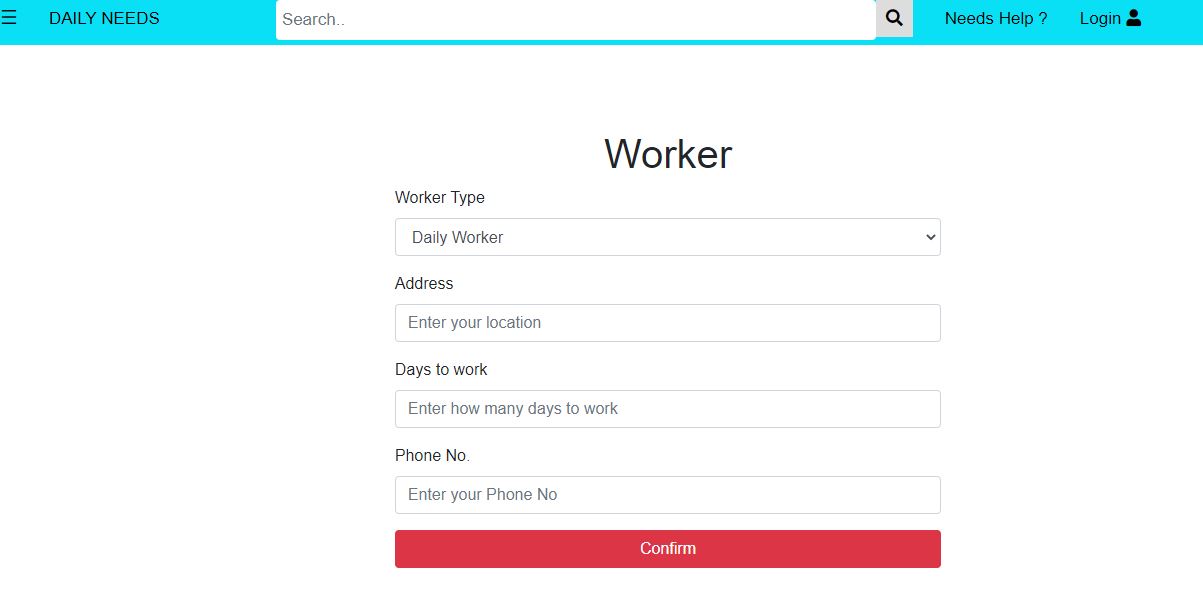 DAILY NEEDS Search.. Needs Help ? Login
Worker
Worker Type
Daily Worker
Address
Enter your location
Days to work
Enter how many days to work
Phone No.
Enter your Phone No
Confirm